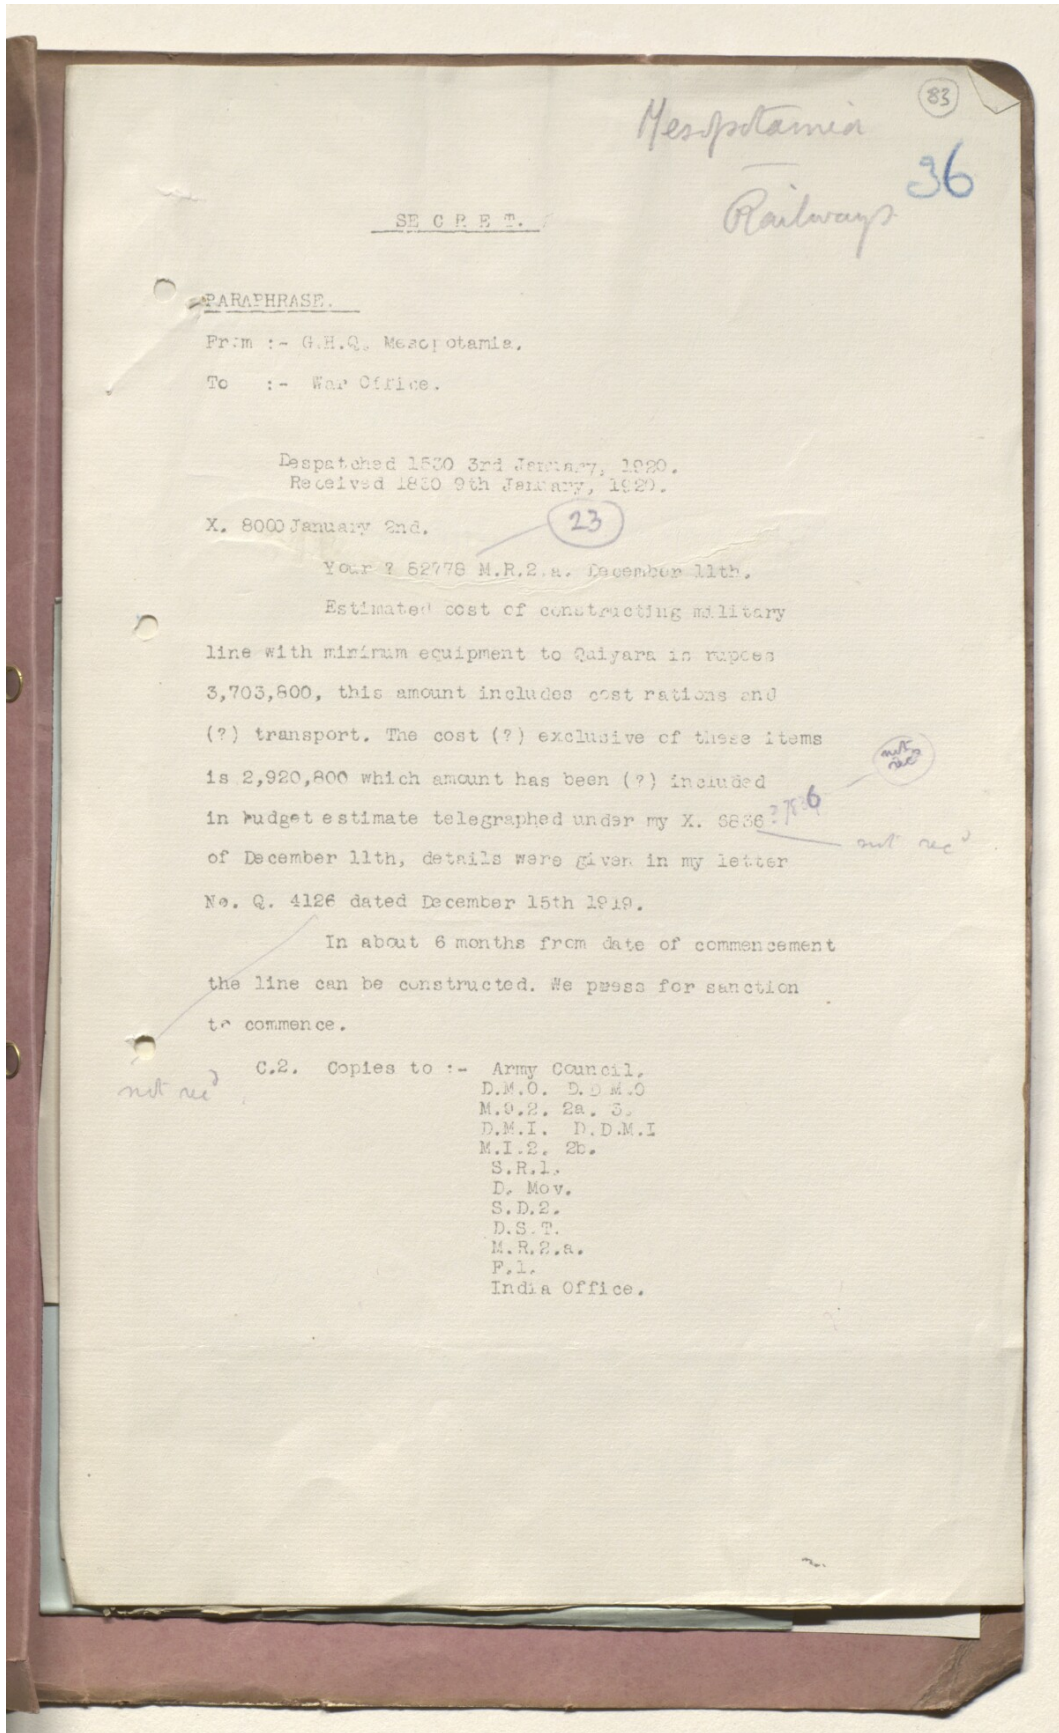 83
Mesopotamia
36
Railways
SECRET.
PARAPHRASE.
From :- G.H.Q. Mesopotamia.
To :- War Office.
Despatched 1530 3rd January, 1920.
Received 1830 9th January, 1920.
23
X. 8000 January 2nd.
Your ? 82778 M.R.2.a. December 11th.
Estimated cost of constructing military
line with minimum equipment to Qaiyara is rupees
3,703,800, this amount includes cost rations and
(?) transport. The cost (?) exclusive of these items
not recd
is 2,920,800 which amount has been (?) included
in budget estimate telegraphed under my X. 6836 ? 7836
not recd
of December 11th, details were given in my letter
No. Q. 4126 dated December 15th 1919.
In about 6 months from date of commencement
the line can be constructed. We press for sanction
to commence.
not recd
C.2. Copies to :- Army Council.
D.M.O. D.D.M.O
M.O.2. 2a. 3.
D.M.I. D.D.M.I
M.I.2. 2b.
S.R.1.
D. Mov.
S.D.2.
D.S.T.
M.R.2.a.
F.1.
India Office.